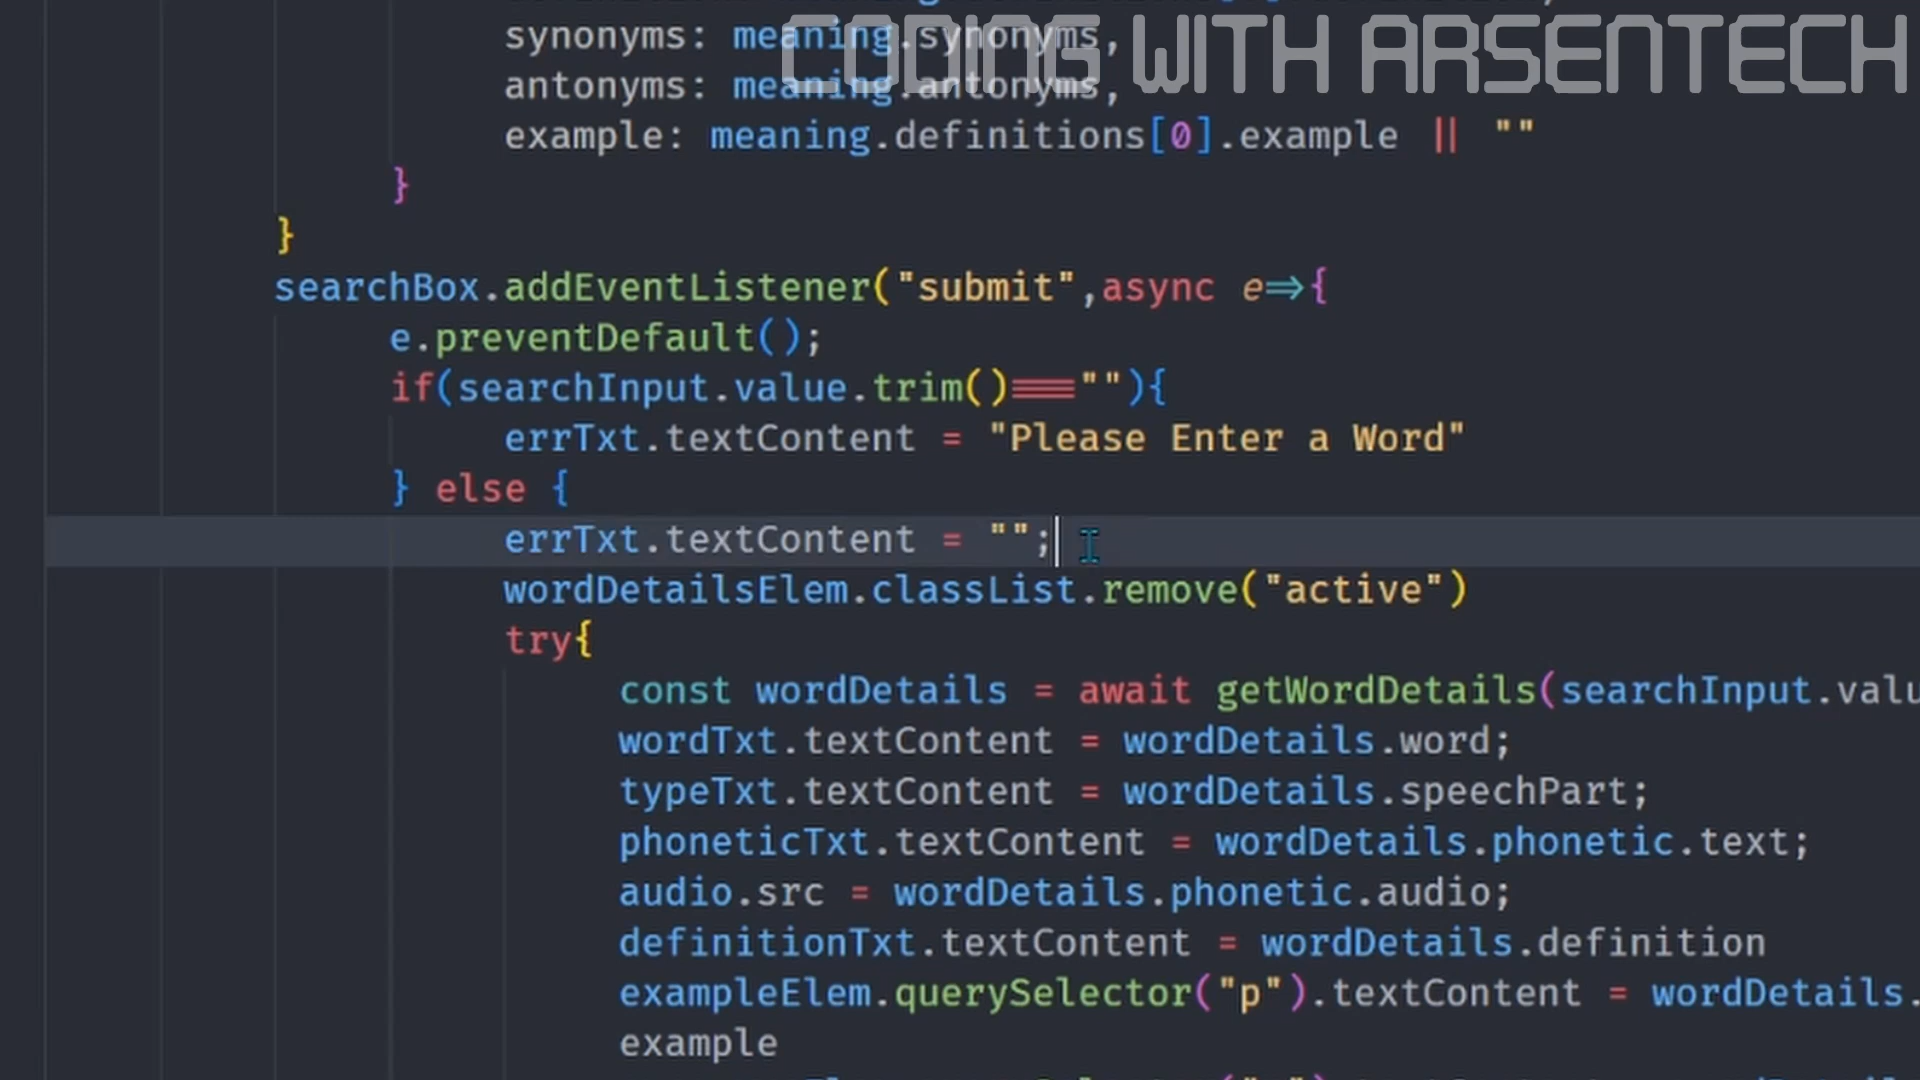 CODING WITH ARSENTECH
synonyms: meaning.synonyms,
antonyms: meaning.antonyms,
example: meaning.definitions[0].example || ""
}
}
searchBox.addEventListener("submit",async e=>{
e.preventDefault();
if(searchInput.value.trim()===""){
errTxt.textContent = "Please Enter a Word"
} else {
errTxt.textContent = "";
wordDetailsElem.classList.remove("active")
try{
const wordDetails = await getWordDetails(searchInput.valu
wordTxt.textContent = wordDetails.word;
typeTxt.textContent = wordDetails.speechPart;
phoneticTxt.textContent = wordDetails.phonetic.text;
audio.src = wordDetails.phonetic.audio;
definitionTxt.textContent = wordDetails.definition
exampleElem.querySelector("p").textContent = wordDetails.
example